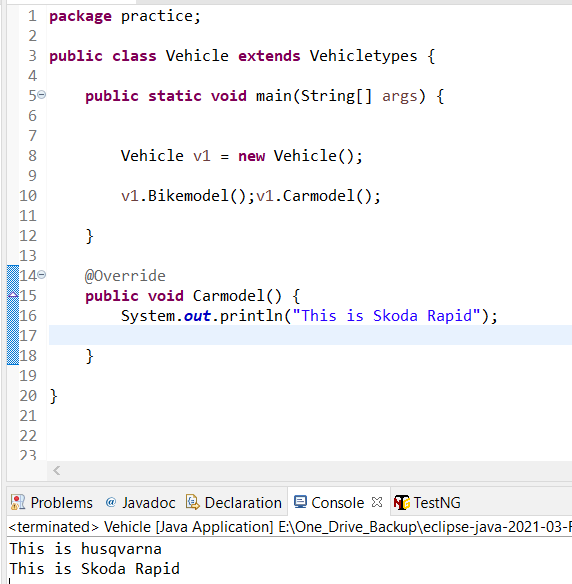 1 package practice;
2
3 public class Vehicle extends Vehicletypes {
4
5 public static void main(String[] args) {
6
7
8 Vehicle v1 = new Vehicle();
9
10 v1.Bikemodel();v1.Carmodel();
11
12 }
13
14 @Override
15 public void Carmodel() {
16 System.out.println("This is Skoda Rapid");
17
18 }
19
20 }
21
22
23
Problems @ Javadoc Declaration Console TestNG
<terminated> Vehicle [Java Application] E:\One_Drive_Backup\eclipse-java-2021-03-
This is husqvarna
This is Skoda Rapid